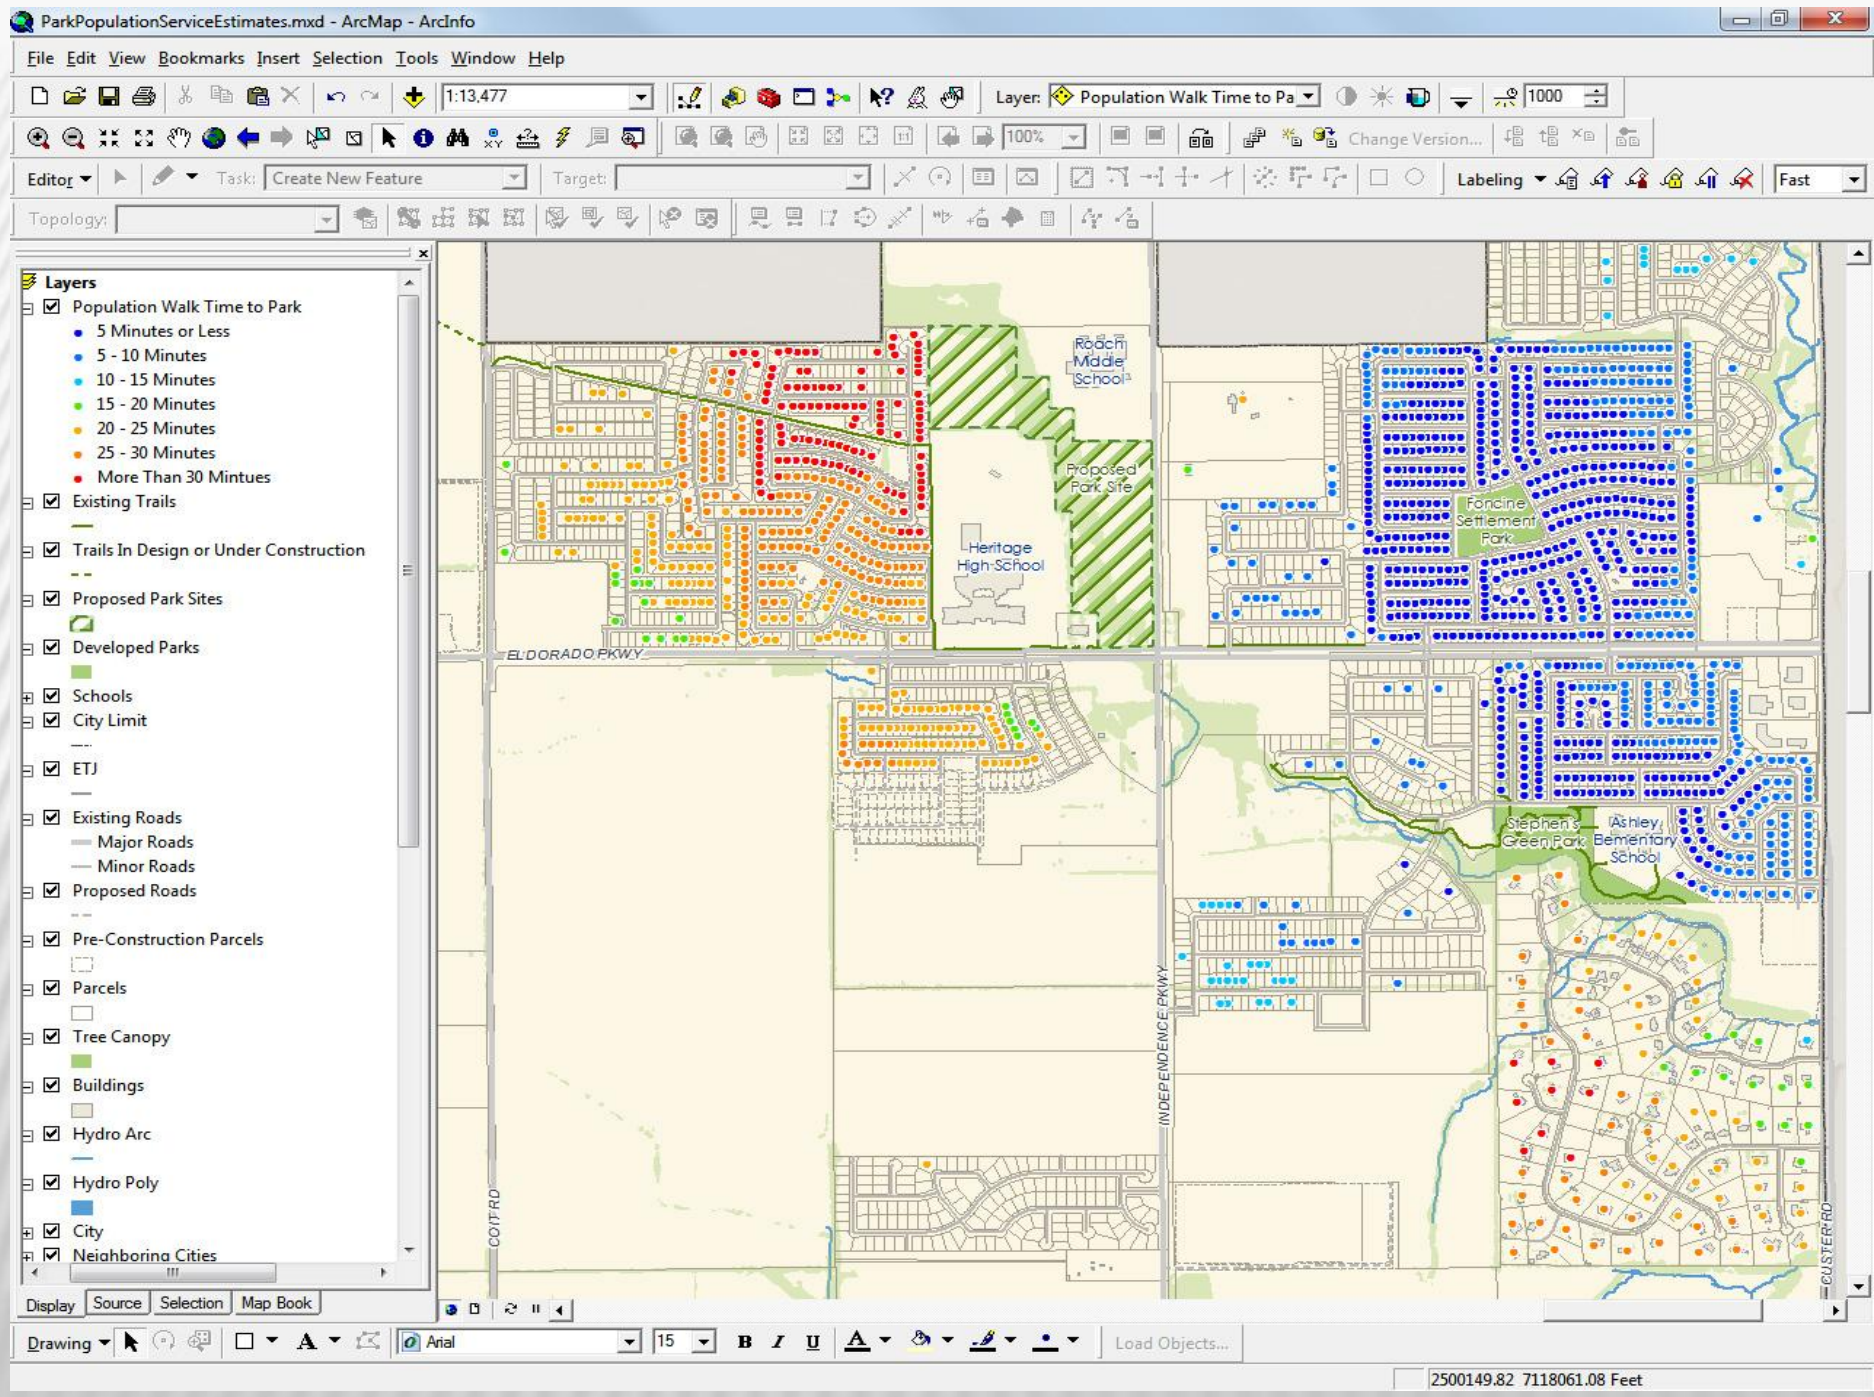 ParkPopulationServiceEstimates.mxd - ArcMap - ArcInfo
File Edit View Bookmarks Insert Selection Tools Window Help
1:13,477
Layer: Population Walk Time to Pa
1000
100%
Change Version...
Editor
Task: Create New Feature
Target:
Labeling
Fast
Topology:
Layers
Population Walk Time to Park
5 Minutes or Less
5 - 10 Minutes
10 - 15 Minutes
15 - 20 Minutes
20 - 25 Minutes
25 - 30 Minutes
More Than 30 Mintues
Existing Trails
Trails In Design or Under Construction
Proposed Park Sites
Developed Parks
Schools
City Limit
ETJ
Existing Roads
Major Roads
Minor Roads
Proposed Roads
Pre-Construction Parcels
Parcels
Tree Canopy
Buildings
Hydro Arc
Hydro Poly
City
Neighboring Cities
Display Source Selection Map Book
Roach
Middle
School
Proposed
Park Site
Heritage
High School
Foncine
Settlement
Park
ELDORADO PKWY
Stephen's
Green Park
Ashley
Elementary
School
INDEPENDENCE PKWY
COIT RD
CUSTER RD
Drawing
A
Arial
15
B I U A
Load Objects...
2500149.82 7118061.08 Feet